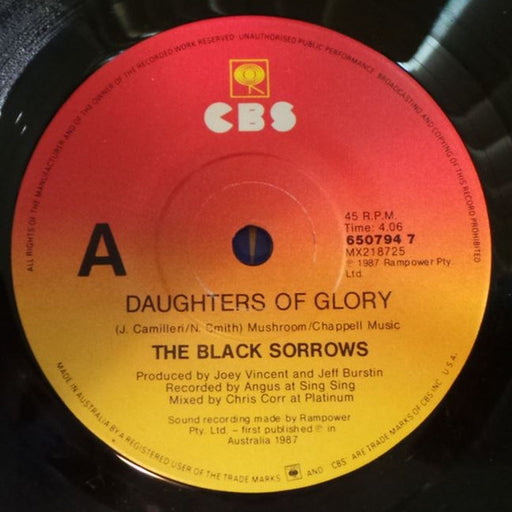 ALL RIGHTS OF THE MANUFACTURER AND OF THE OWNER OF THE RECORDED WORK RESERVED · UNAUTHORISED PUBLIC PERFORMANCE, BROADCASTING AND COPYING OF THIS RECORD PROHIBITED
CBS
A
45 R.P.M.
Time: 4.06
650794 7
MX218725
℗ 1987 Rampower Pty.
Ltd.
DAUGHTERS OF GLORY
(J. Camilleri/N. Smith) Mushroom/Chappell Music
THE BLACK SORROWS
Produced by Joey Vincent and Jeff Burstin
Recorded by Angus at Sing Sing
Mixed by Chris Corr at Platinum
Sound recording made by Rampower
Pty. Ltd. – first published ℗ in
Australia 1987
MADE IN AUSTRALIA BY A REGISTERED USER OF THE TRADE MARKS AND 'CBS' ARE TRADE MARKS OF CBS INC. U.S.A.